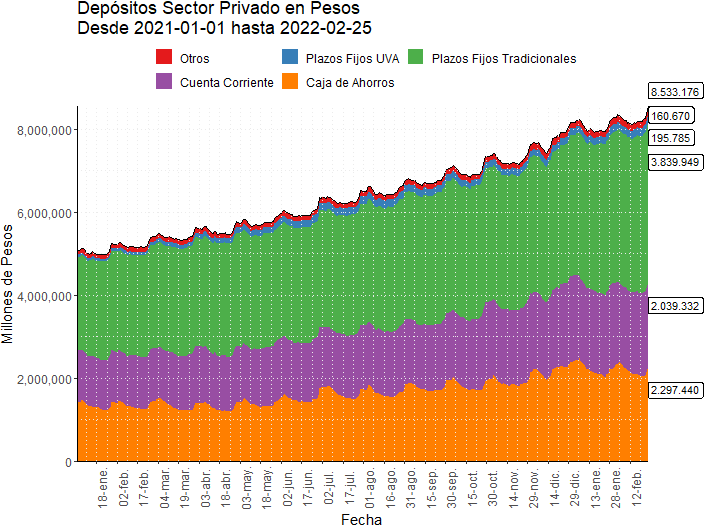 Depósitos Sector Privado en Pesos
Desde 2021-01-01 hasta 2022-02-25
Otros
Plazos Fijos UVA
Plazos Fijos Tradicionales
Cuenta Corriente
Caja de Ahorros
8.533.176
160.670
195.785
3.839.949
2.039.332
2.297.440
8,000,000
6,000,000
4,000,000
2,000,000
0
Millones de Pesos
18-ene.
02-feb.
17-feb.
04-mar.
19-mar.
03-abr.
18-abr.
03-may.
18-may.
02-jun.
17-jun.
02-jul.
17-jul.
01-ago.
16-ago.
31-ago.
15-sep.
30-sep.
15-oct.
30-oct.
14-nov.
29-nov.
14-dic.
29-dic.
13-ene.
28-ene.
12-feb.
Fecha